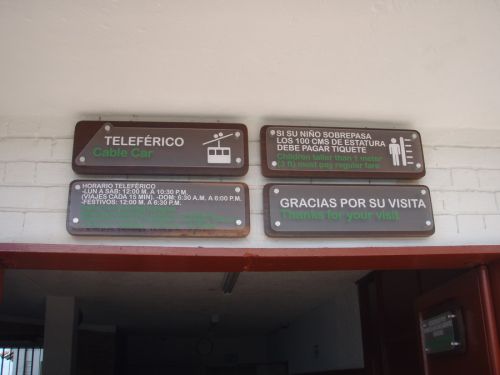 TELEFÉRICO
Cable Car
SI SU NIÑO SOBREPASA
LOS 100 CMS DE ESTATURA
DEBE PAGAR TIQUETE
Children taller than 1 meter
(3 ft) must pay regular fare
HORARIO TELEFÉRICO
-LUN A SAB: 12:00 M. A 10:30 P.M.
(VIAJES CADA 15 MIN). -DOM: 6:30 A.M. A 6:00 P.M.
-FESTIVOS: 12:00 M. A 6:30 P.M.
GRACIAS POR SU VISITA
Thanks for your visit